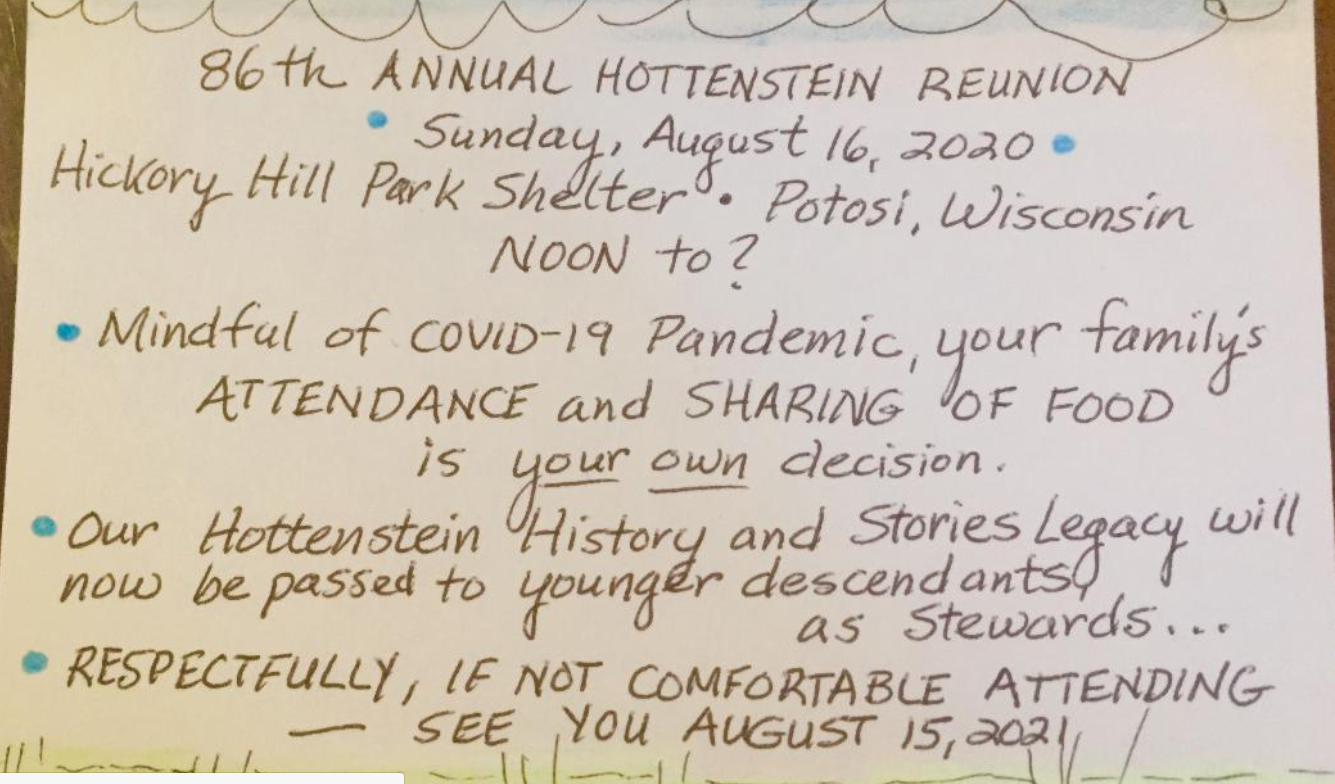 86th ANNUAL HOTTENSTEIN REUNION
• Sunday, August 16, 2020 •
Hickory Hill Park Shelter • Potosi, Wisconsin
NOON to ?
• Mindful of COVID-19 Pandemic, your family's
ATTENDANCE and SHARING OF FOOD
is your own decision.
• Our Hottenstein History and Stories Legacy will
now be passed to younger descendants,
as Stewards...
• RESPECTFULLY, IF NOT COMFORTABLE ATTENDING
— SEE YOU AUGUST 15, 2021